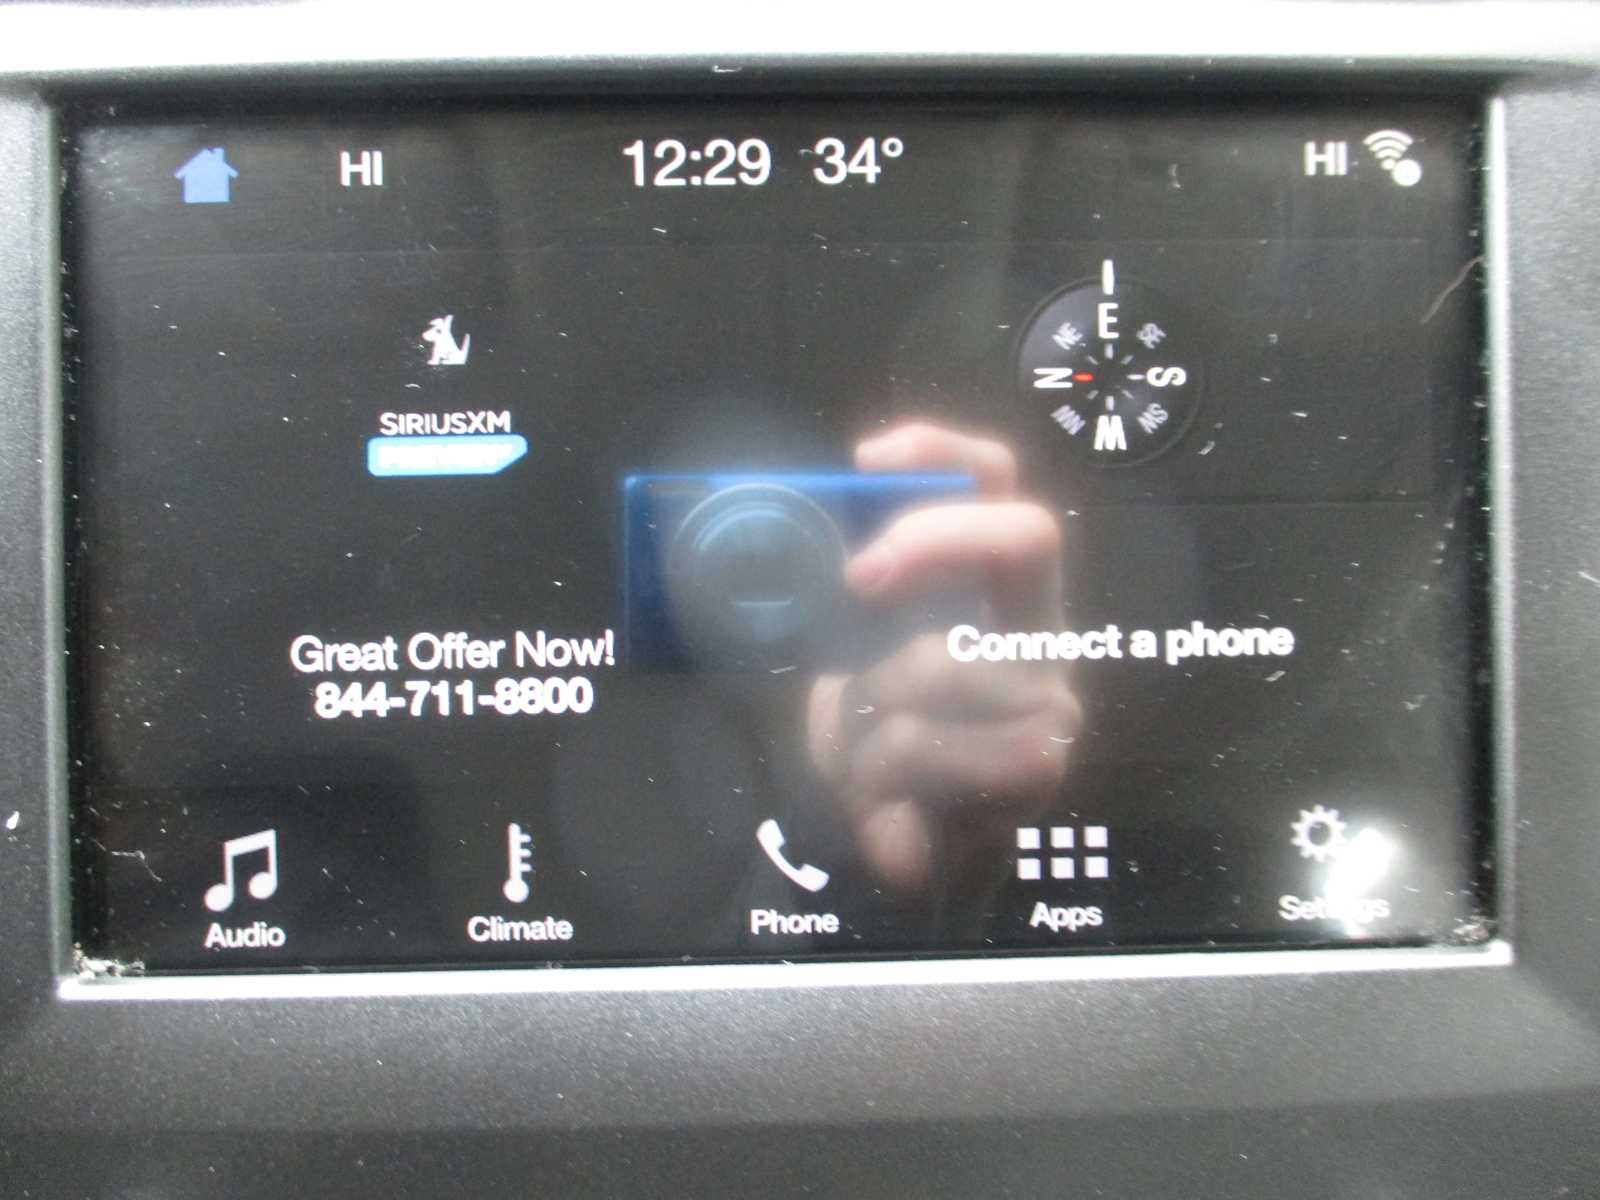 HI 12:29 34° HI
SIRIUSXM
Great Offer Now!
844-711-8800
E
NE
N S
NW SW
W
Connect a phone
Audio Climate Phone Apps Settings